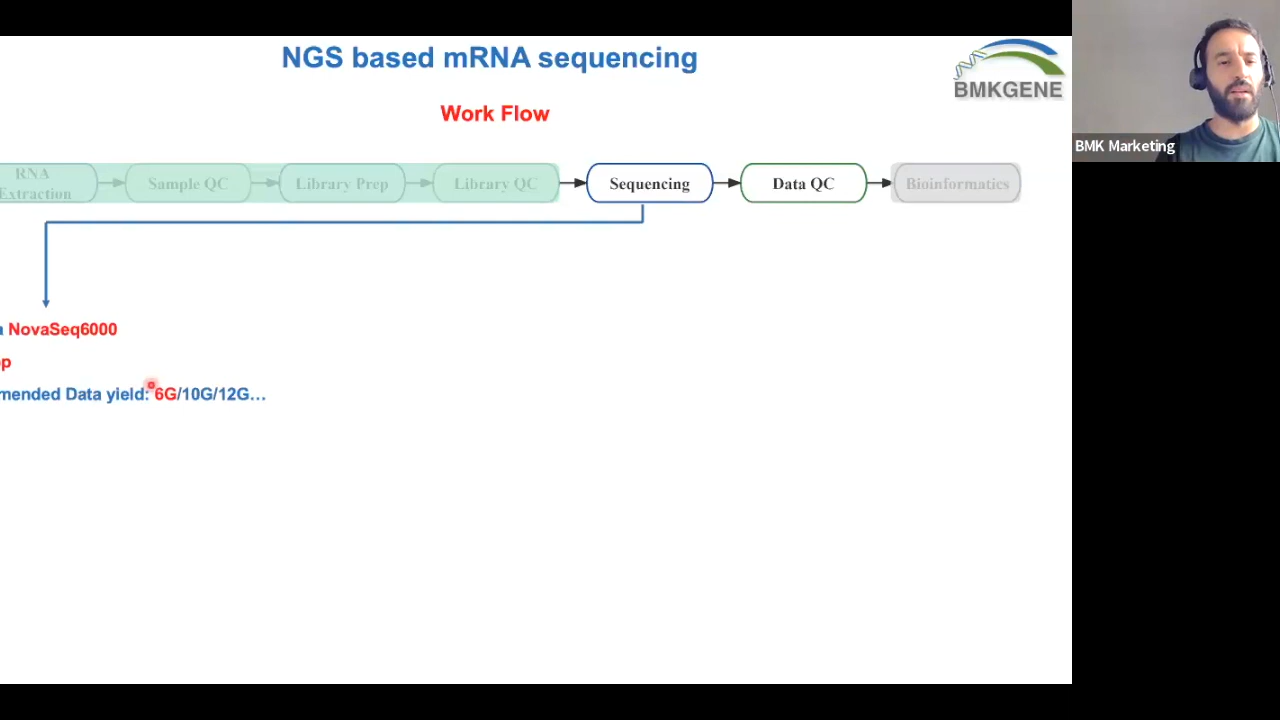 NGS based mRNA sequencing
BMKGENE
Work Flow
BMK Marketing
RNA
Extraction
Sample QC
Library Prep
Library QC
Sequencing
Data QC
Bioinformatics
NovaSeq6000
Data yield: 6G/10G/12G…